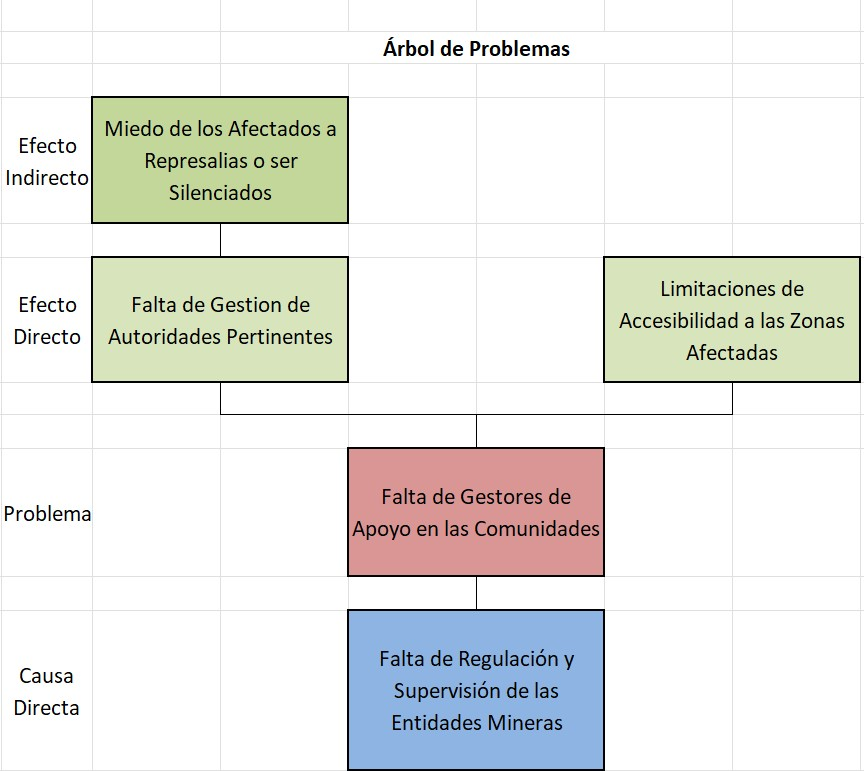 Árbol de Problemas
Efecto
Indirecto
Miedo de los Afectados a
Represalias o ser
Silenciados
Efecto
Directo
Falta de Gestion de
Autoridades Pertinentes
Limitaciones de
Accesibilidad a las Zonas
Afectadas
Problema
Falta de Gestores de
Apoyo en las Comunidades
Causa
Directa
Falta de Regulación y
Supervisión de las
Entidades Mineras